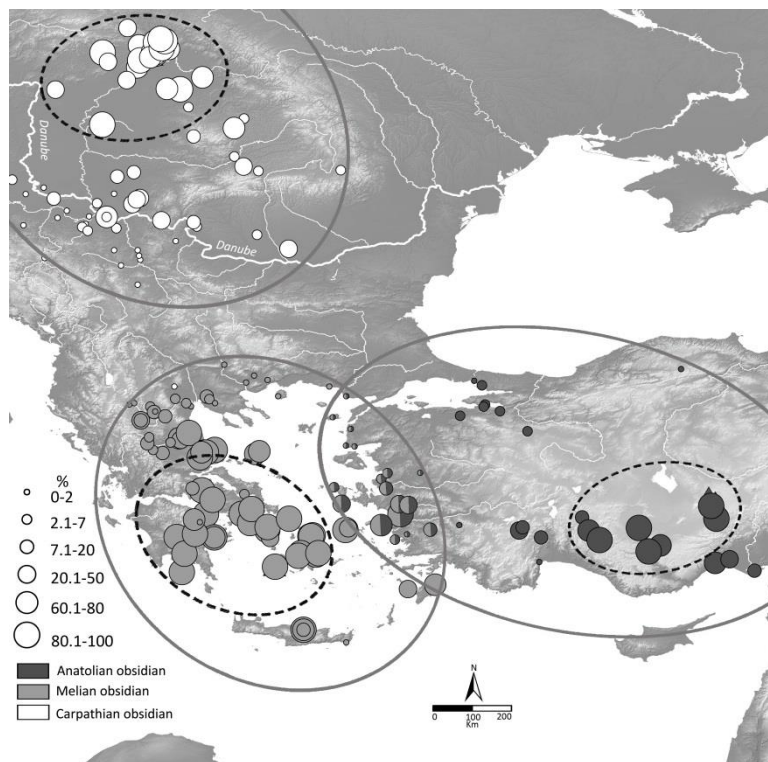 Danube
Danube
%
0-2
2.1-7
7.1-20
20.1-50
60.1-80
80.1-100
Anatolian obsidian
Melian obsidian
Carpathian obsidian
N
0 100 200
Km